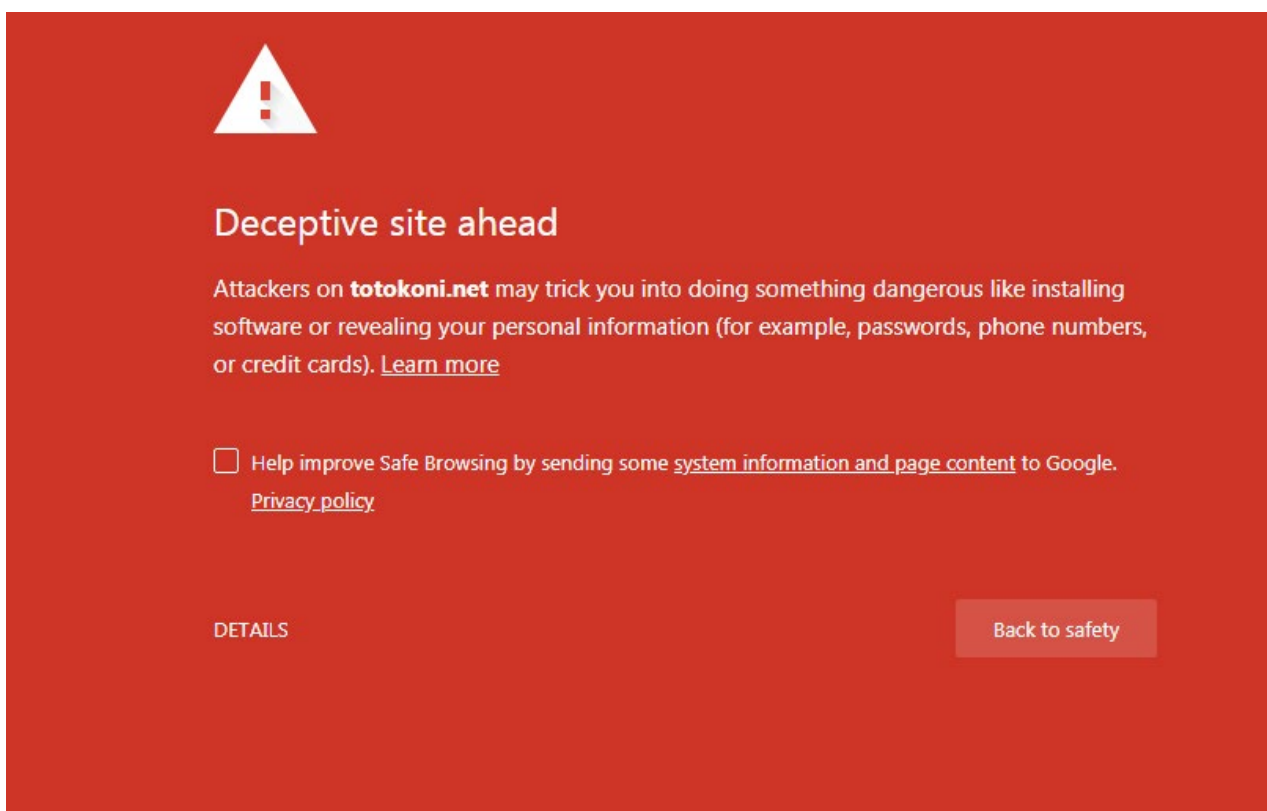 Deceptive site ahead
Attackers on totokoni.net may trick you into doing something dangerous like installing
software or revealing your personal information (for example, passwords, phone numbers,
or credit cards). Learn more
Help improve Safe Browsing by sending some system information and page content to Google.
Privacy policy
DETAILS
Back to safety